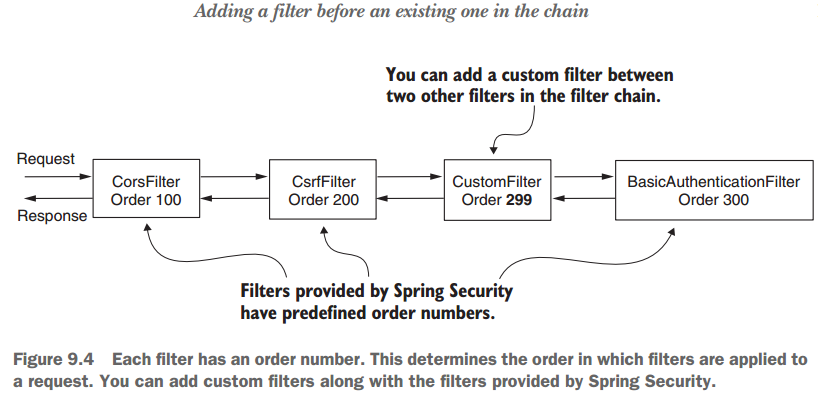 Adding a filter before an existing one in the chain
You can add a custom filter between
two other filters in the filter chain.
Request
Response
CorsFilter
Order 100
CsrfFilter
Order 200
CustomFilter
Order 299
BasicAuthenticationFilter
Order 300
Filters provided by Spring Security
have predefined order numbers.
Figure 9.4 Each filter has an order number. This determines the order in which filters are applied to
a request. You can add custom filters along with the filters provided by Spring Security.